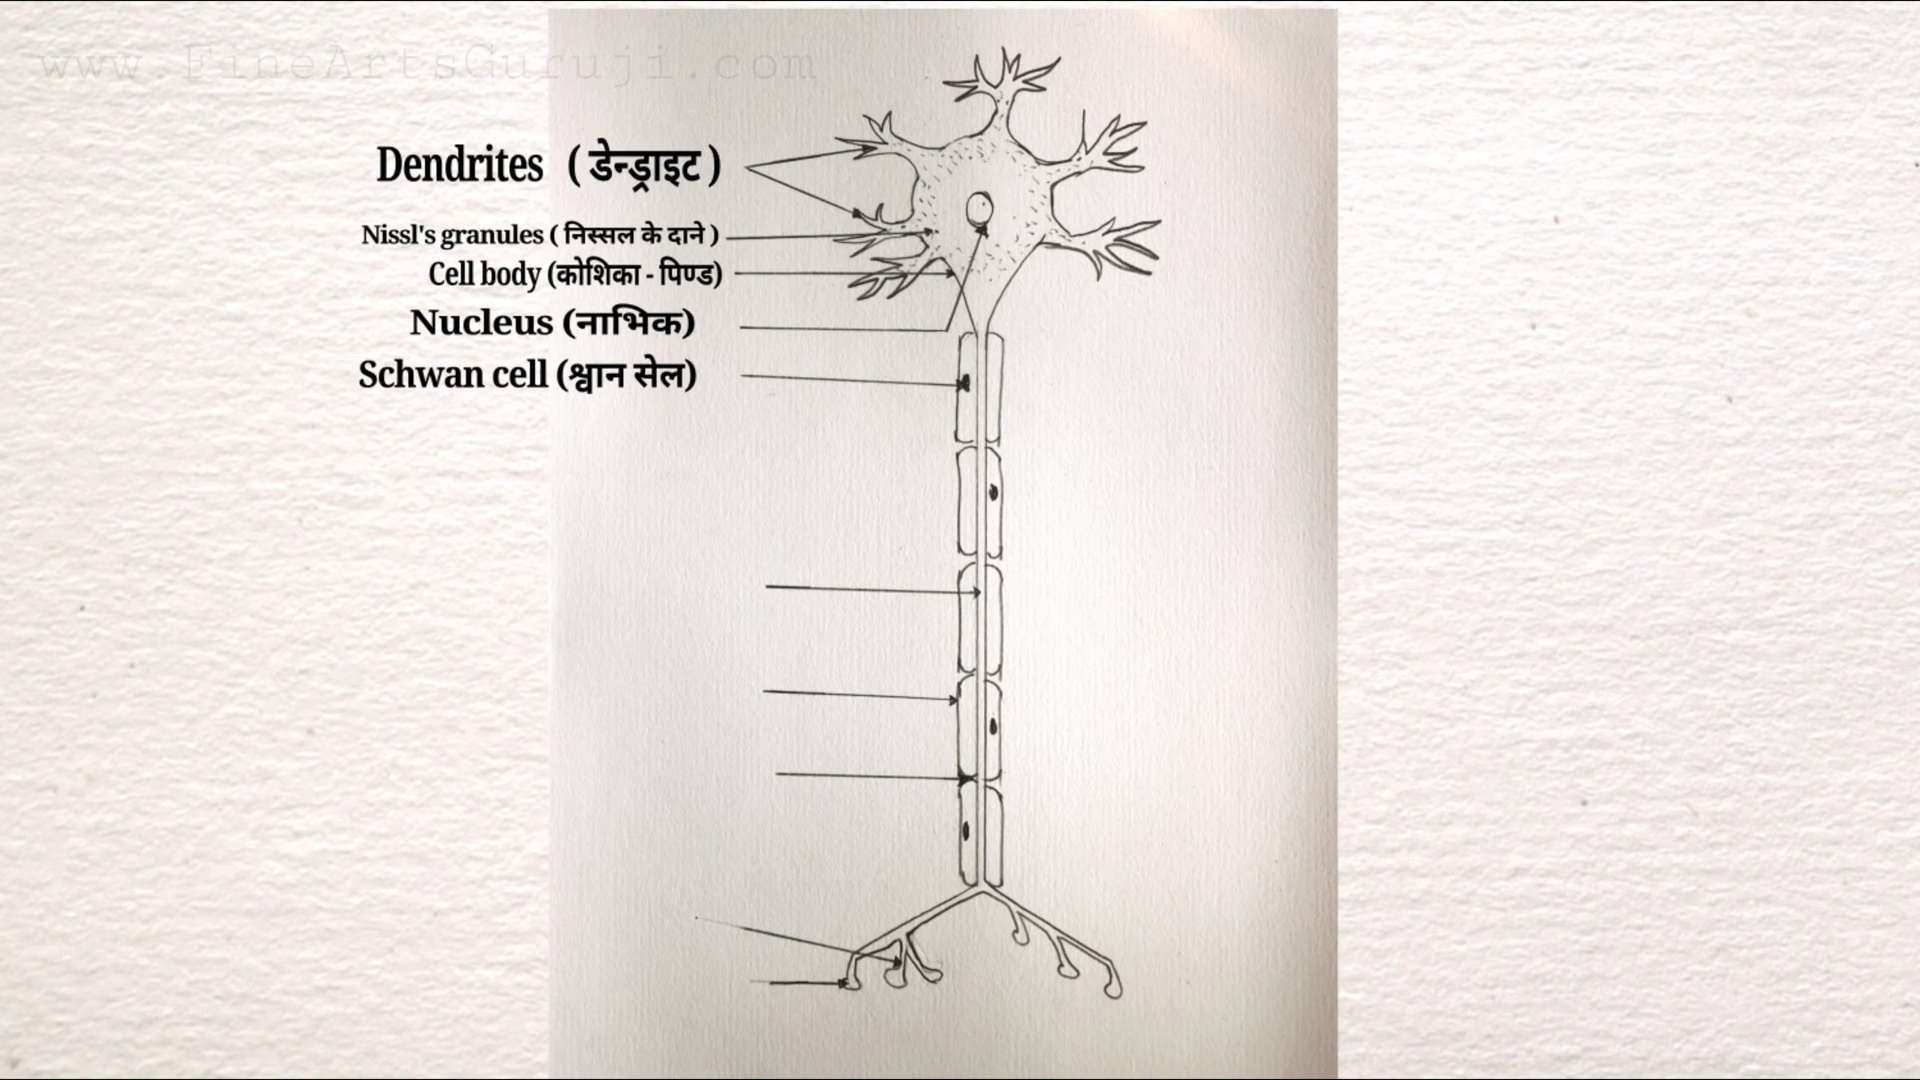 www.FineArtsGuruji.com
Dendrites ( डेन्ड्राइट )
Nissl's granules ( निस्सल के दाने )
Cell body (कोशिका - पिण्ड)
Nucleus (नाभिक)
Schwan cell (श्वान सेल)